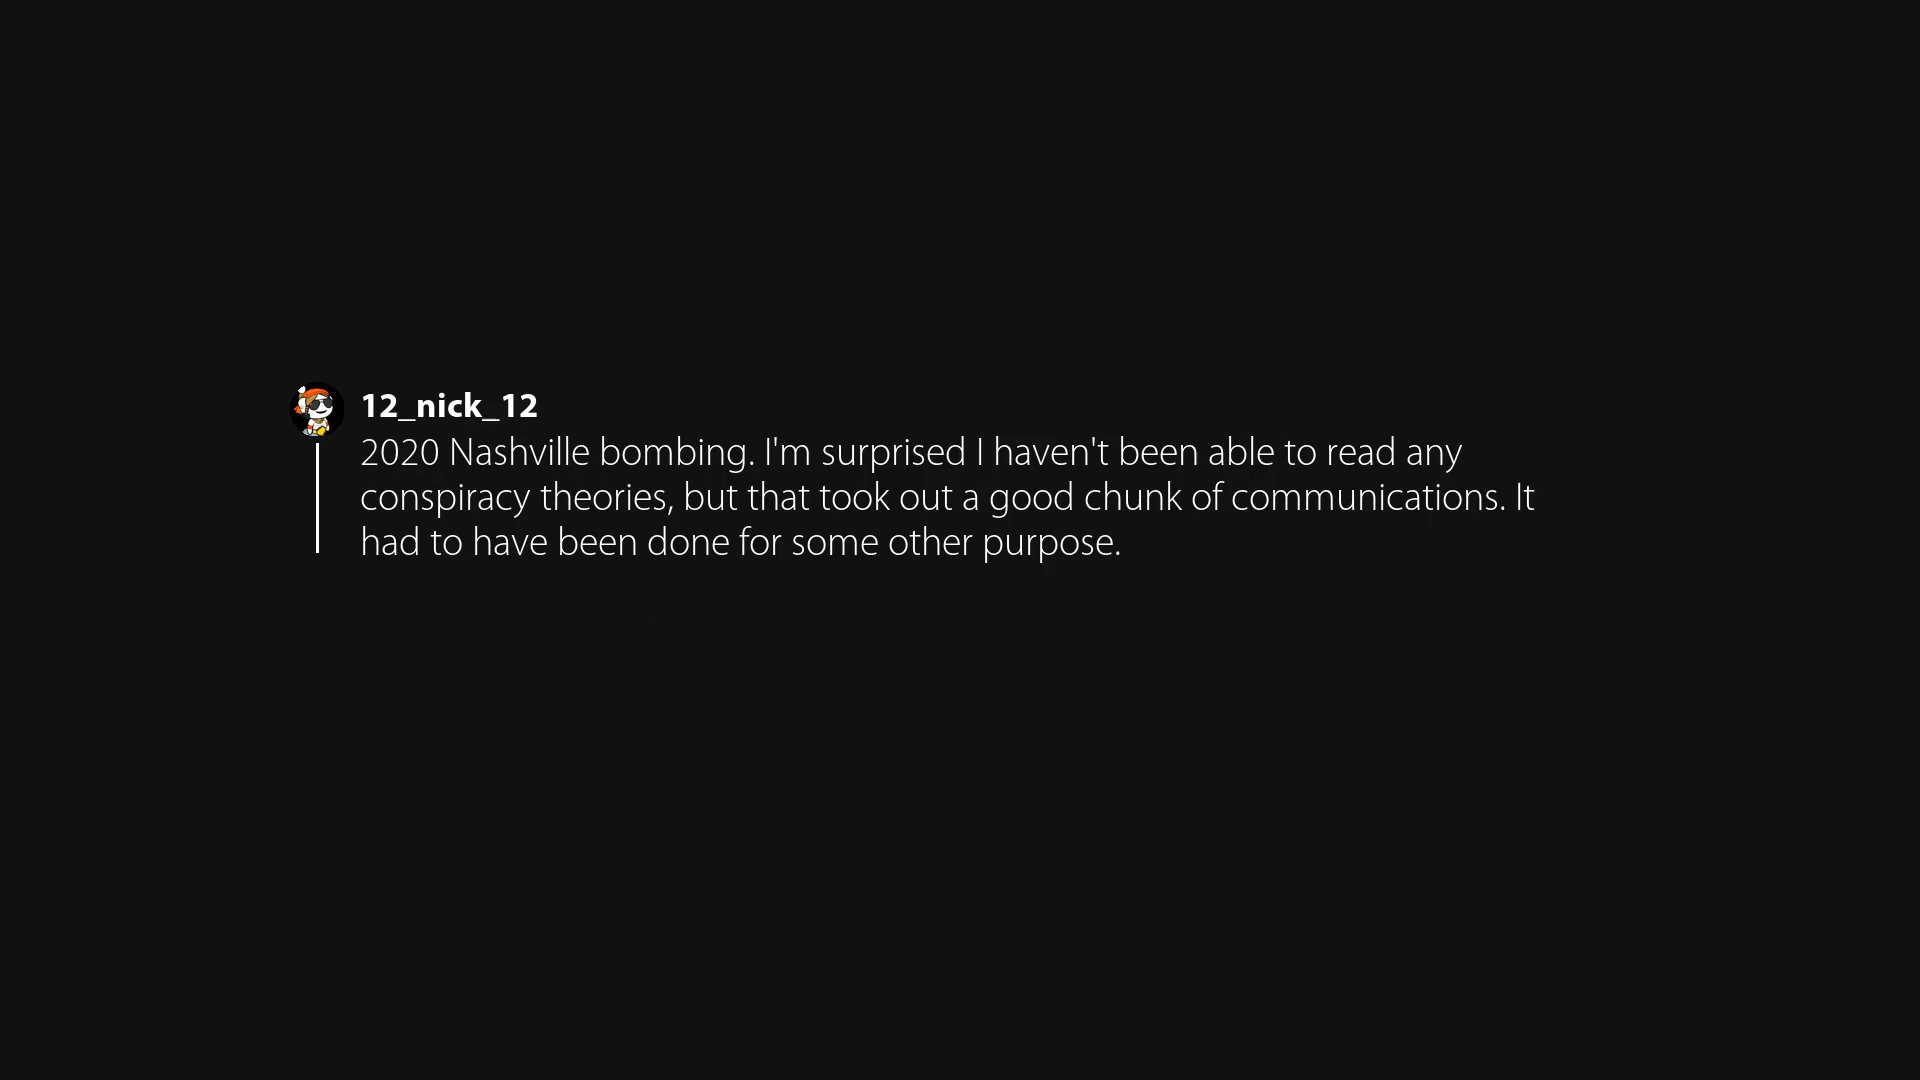 12_nick_12
2020 Nashville bombing. I'm surprised I haven't been able to read any
conspiracy theories, but that took out a good chunk of communications. It
had to have been done for some other purpose.